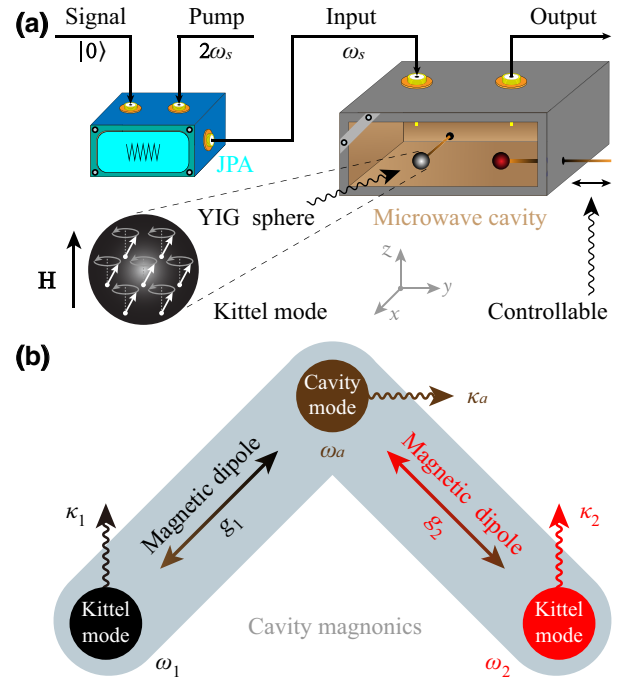 (a)
Signal
Pump
Input
Output
|0⟩
2ωs
ωs
JPA
YIG sphere
Microwave cavity
H
Kittel mode
z
y
x
Controllable
(b)
Cavity
mode
κa
ωa
Magnetic dipole
g1
Magnetic dipole
g2
κ1
κ2
Kittel
mode
Kittel
mode
Cavity magnonics
ω1
ω2